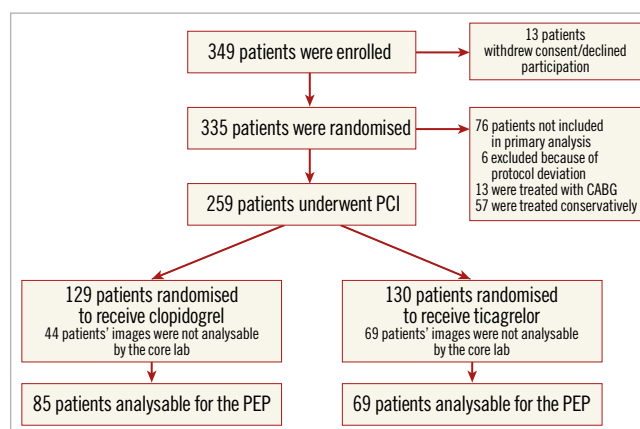 349 patients were enrolled
13 patients
withdrew consent/declined
participation
335 patients were randomised
76 patients not included
in primary analysis
6 excluded because of
protocol deviation
13 were treated with CABG
57 were treated conservatively
259 patients underwent PCI
129 patients randomised
to receive clopidogrel
44 patients' images were not analysable
by the core lab
130 patients randomised
to receive ticagrelor
69 patients' images were not analysable
by the core lab
85 patients analysable for the PEP
69 patients analysable for the PEP